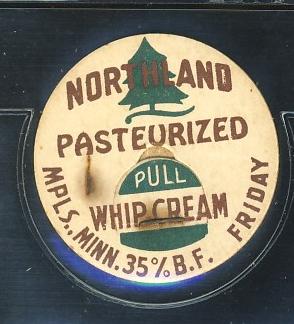 NORTHLAND
PASTEURIZED
PULL
WHIP CREAM
MPLS., MINN. 35% B.F. FRIDAY